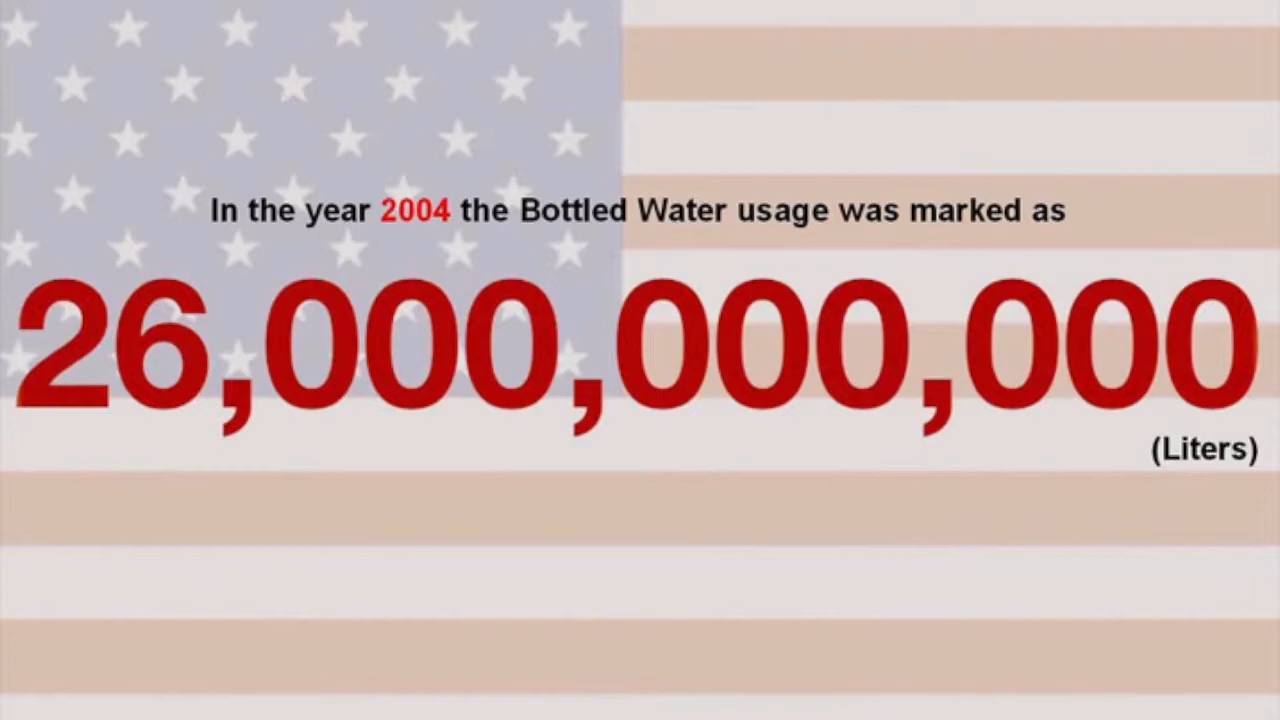 In the year 2004 the Bottled Water usage was marked as
26,000,000,000
(Liters)